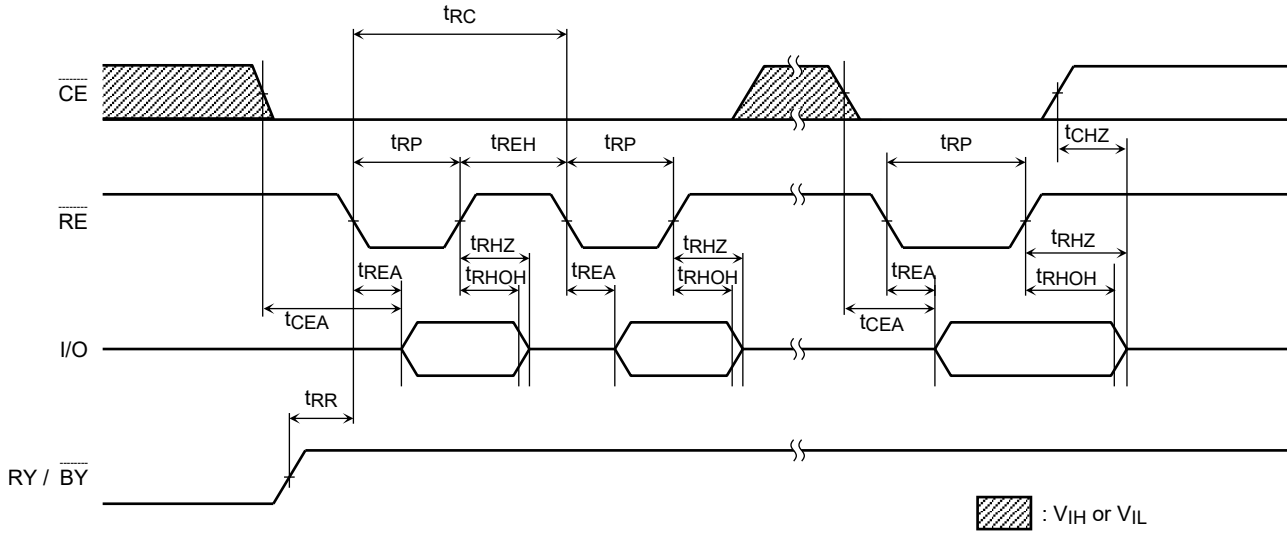 tRC
CE
tRP tREH tRP tRP tCHZ
RE
tRHZ tRHZ tRHZ
tREA tRHOH tREA tRHOH tREA tRHOH
tCEA tCEA
I/O
tRR
RY / BY
: VIH or VIL